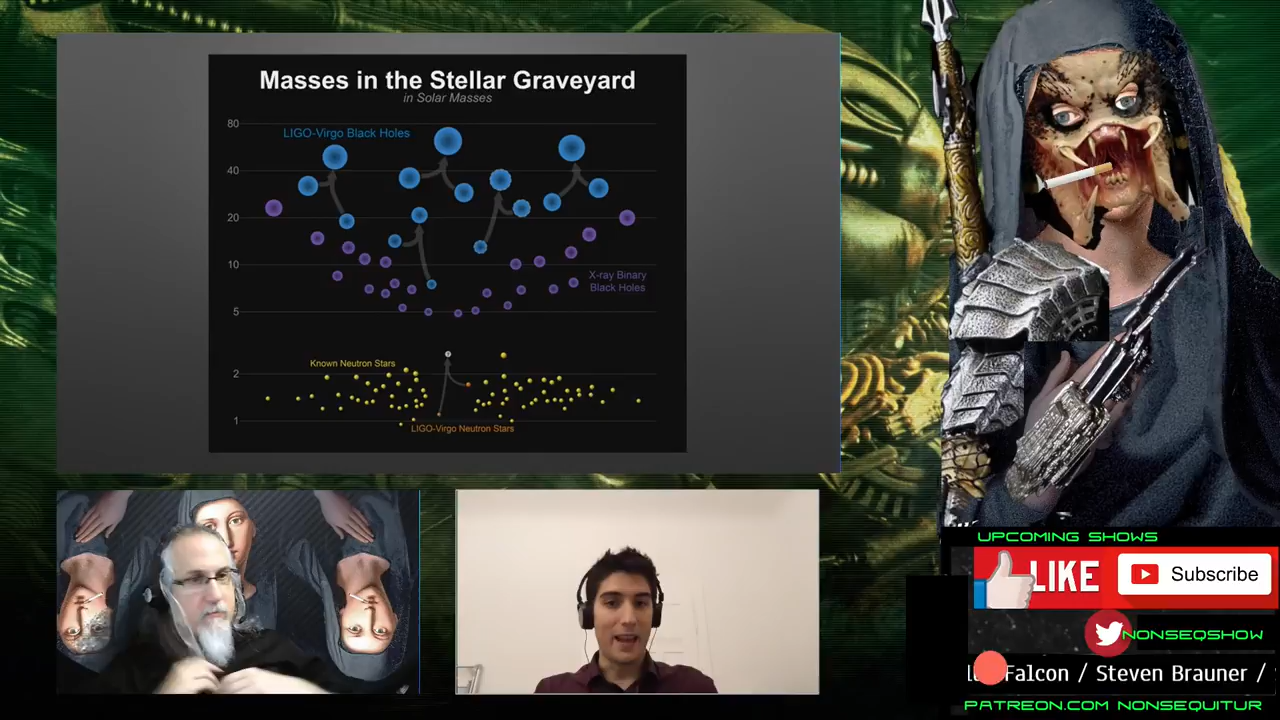 Masses in the Stellar Graveyard
in Solar Masses
80
LIGO-Virgo Black Holes
40
20
10
X-ray Binary
Black Holes
5
Known Neutron Stars
2
1
LIGO-Virgo Neutron Stars
UPCOMING SHOWS
LIKE
Subscribe
NONSEQSHOW
Falcon / Steven Brauner /
PATREON.COM NONSEQUITUR